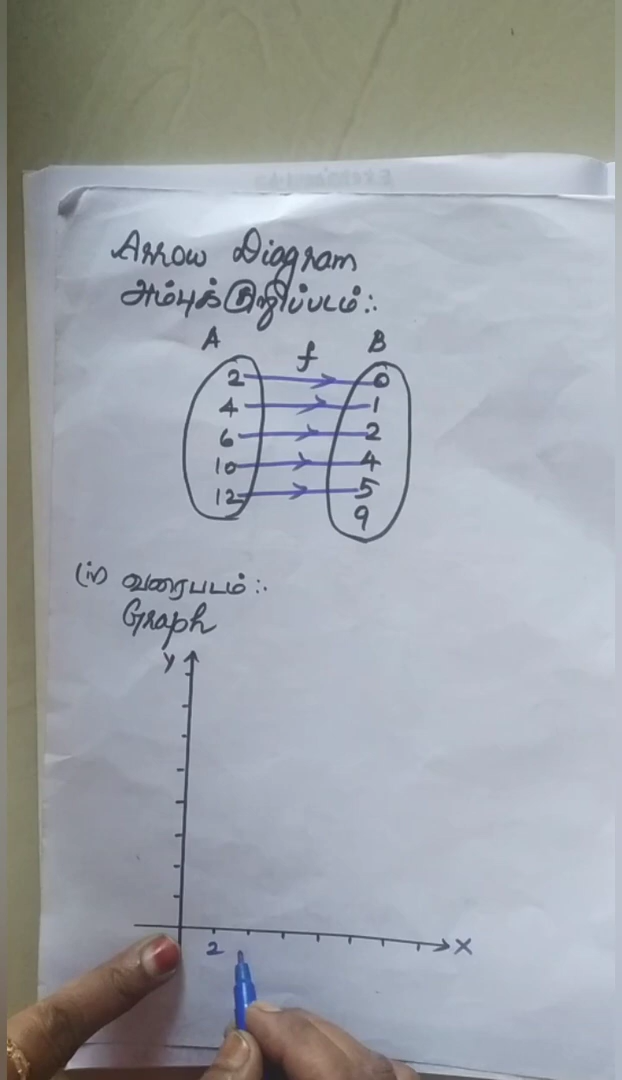 Arrow Diagram
அம்புக்குறிப்படம்:-
A f B
2 0
4 1
6 2
10 4
12 5
9
(iv) வரைபடம்:-
Graph
Y
X
2